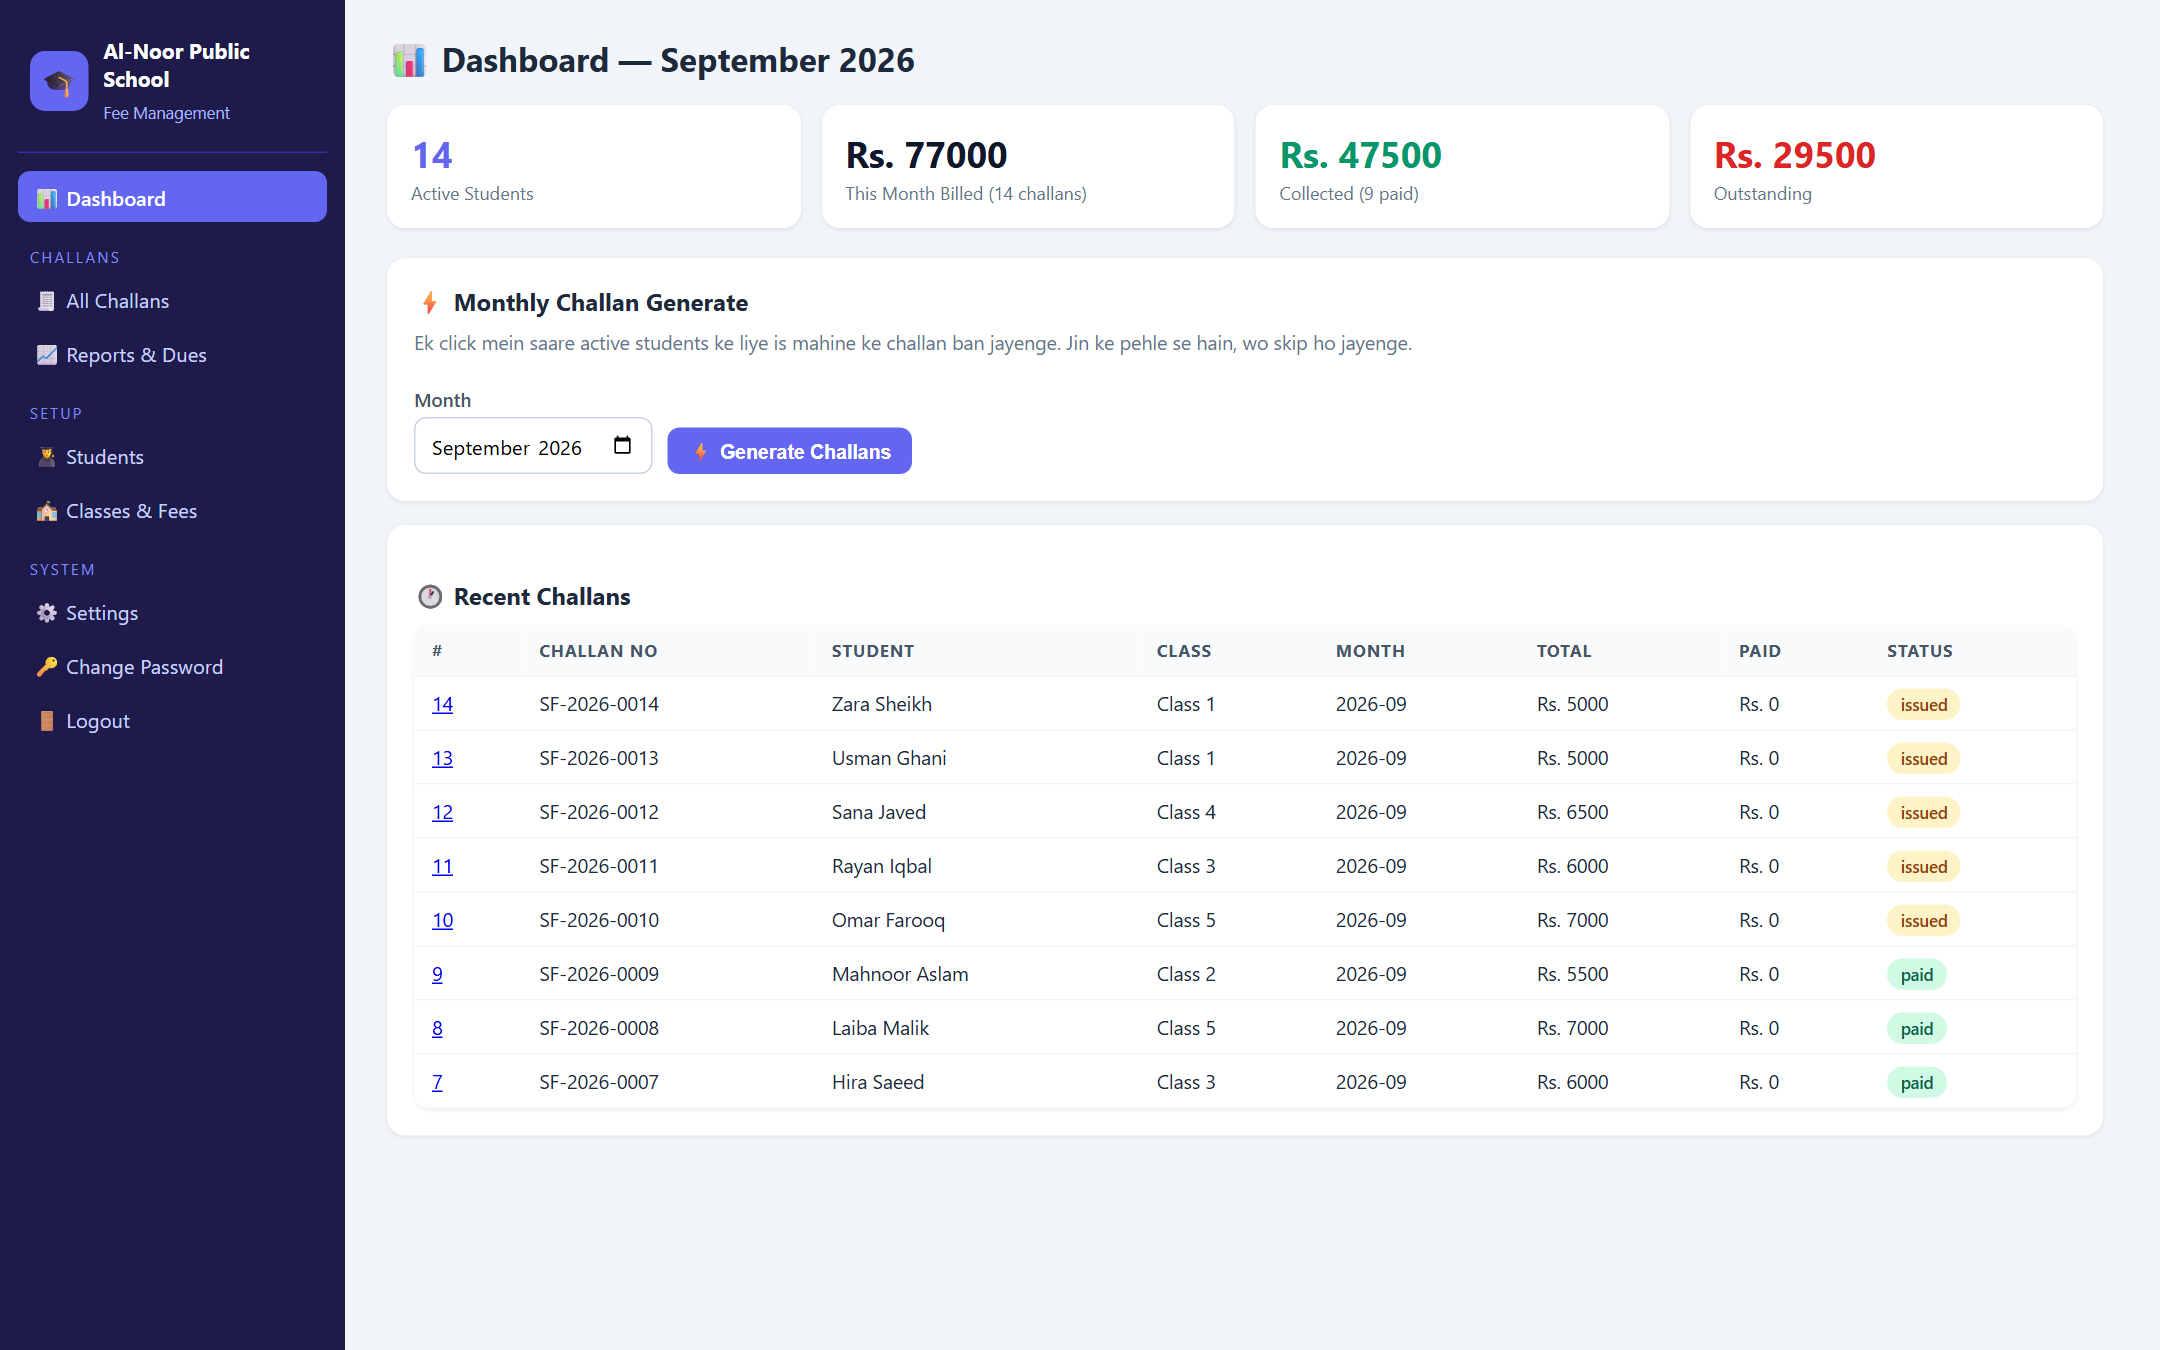 Al-Noor Public
School
Fee Management
Dashboard
CHALLANS
All Challans
Reports & Dues
SETUP
Students
Classes & Fees
SYSTEM
Settings
Change Password
Logout
Dashboard — September 2026
14
Active Students
Rs. 77000
This Month Billed (14 challans)
Rs. 47500
Collected (9 paid)
Rs. 29500
Outstanding
Monthly Challan Generate
Ek click mein saare active students ke liye is mahine ke challan ban jayenge. Jin ke pehle se hain, wo skip ho jayenge.
Month
September 2026
Generate Challans
Recent Challans
# CHALLAN NO STUDENT CLASS MONTH TOTAL PAID STATUS
14 SF-2026-0014 Zara Sheikh Class 1 2026-09 Rs. 5000 Rs. 0 issued
13 SF-2026-0013 Usman Ghani Class 1 2026-09 Rs. 5000 Rs. 0 issued
12 SF-2026-0012 Sana Javed Class 4 2026-09 Rs. 6500 Rs. 0 issued
11 SF-2026-0011 Rayan Iqbal Class 3 2026-09 Rs. 6000 Rs. 0 issued
10 SF-2026-0010 Omar Farooq Class 5 2026-09 Rs. 7000 Rs. 0 issued
9 SF-2026-0009 Mahnoor Aslam Class 2 2026-09 Rs. 5500 Rs. 0 paid
8 SF-2026-0008 Laiba Malik Class 5 2026-09 Rs. 7000 Rs. 0 paid
7 SF-2026-0007 Hira Saeed Class 3 2026-09 Rs. 6000 Rs. 0 paid